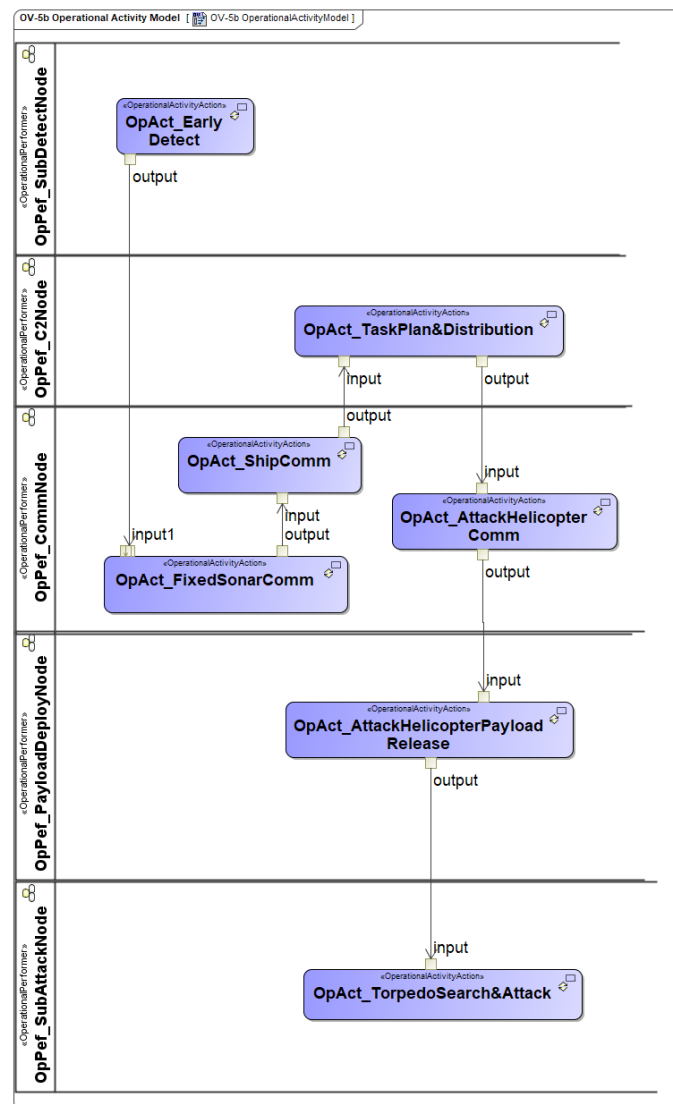 OV-5b Operational Activity Model [ OV-5b OperationalActivityModel ]
«OperationalPerformer»
OpPef_SubDetectNode
«OperationalActivityAction»
OpAct_Early
Detect
output
«OperationalPerformer»
OpPef_C2Node
«OperationalActivityAction»
OpAct_TaskPlan&Distribution
input
output
«OperationalPerformer»
OpPef_CommNode
output
«OperationalActivityAction»
OpAct_ShipComm
input
input
output
«OperationalActivityAction»
OpAct_AttackHelicopter
Comm
input1
«OperationalActivityAction»
OpAct_FixedSonarComm
output
«OperationalPerformer»
OpPef_PayloadDeployNode
input
«OperationalActivityAction»
OpAct_AttackHelicopterPayload
Release
output
«OperationalPerformer»
OpPef_SubAttackNode
input
«OperationalActivityAction»
OpAct_TorpedoSearch&Attack